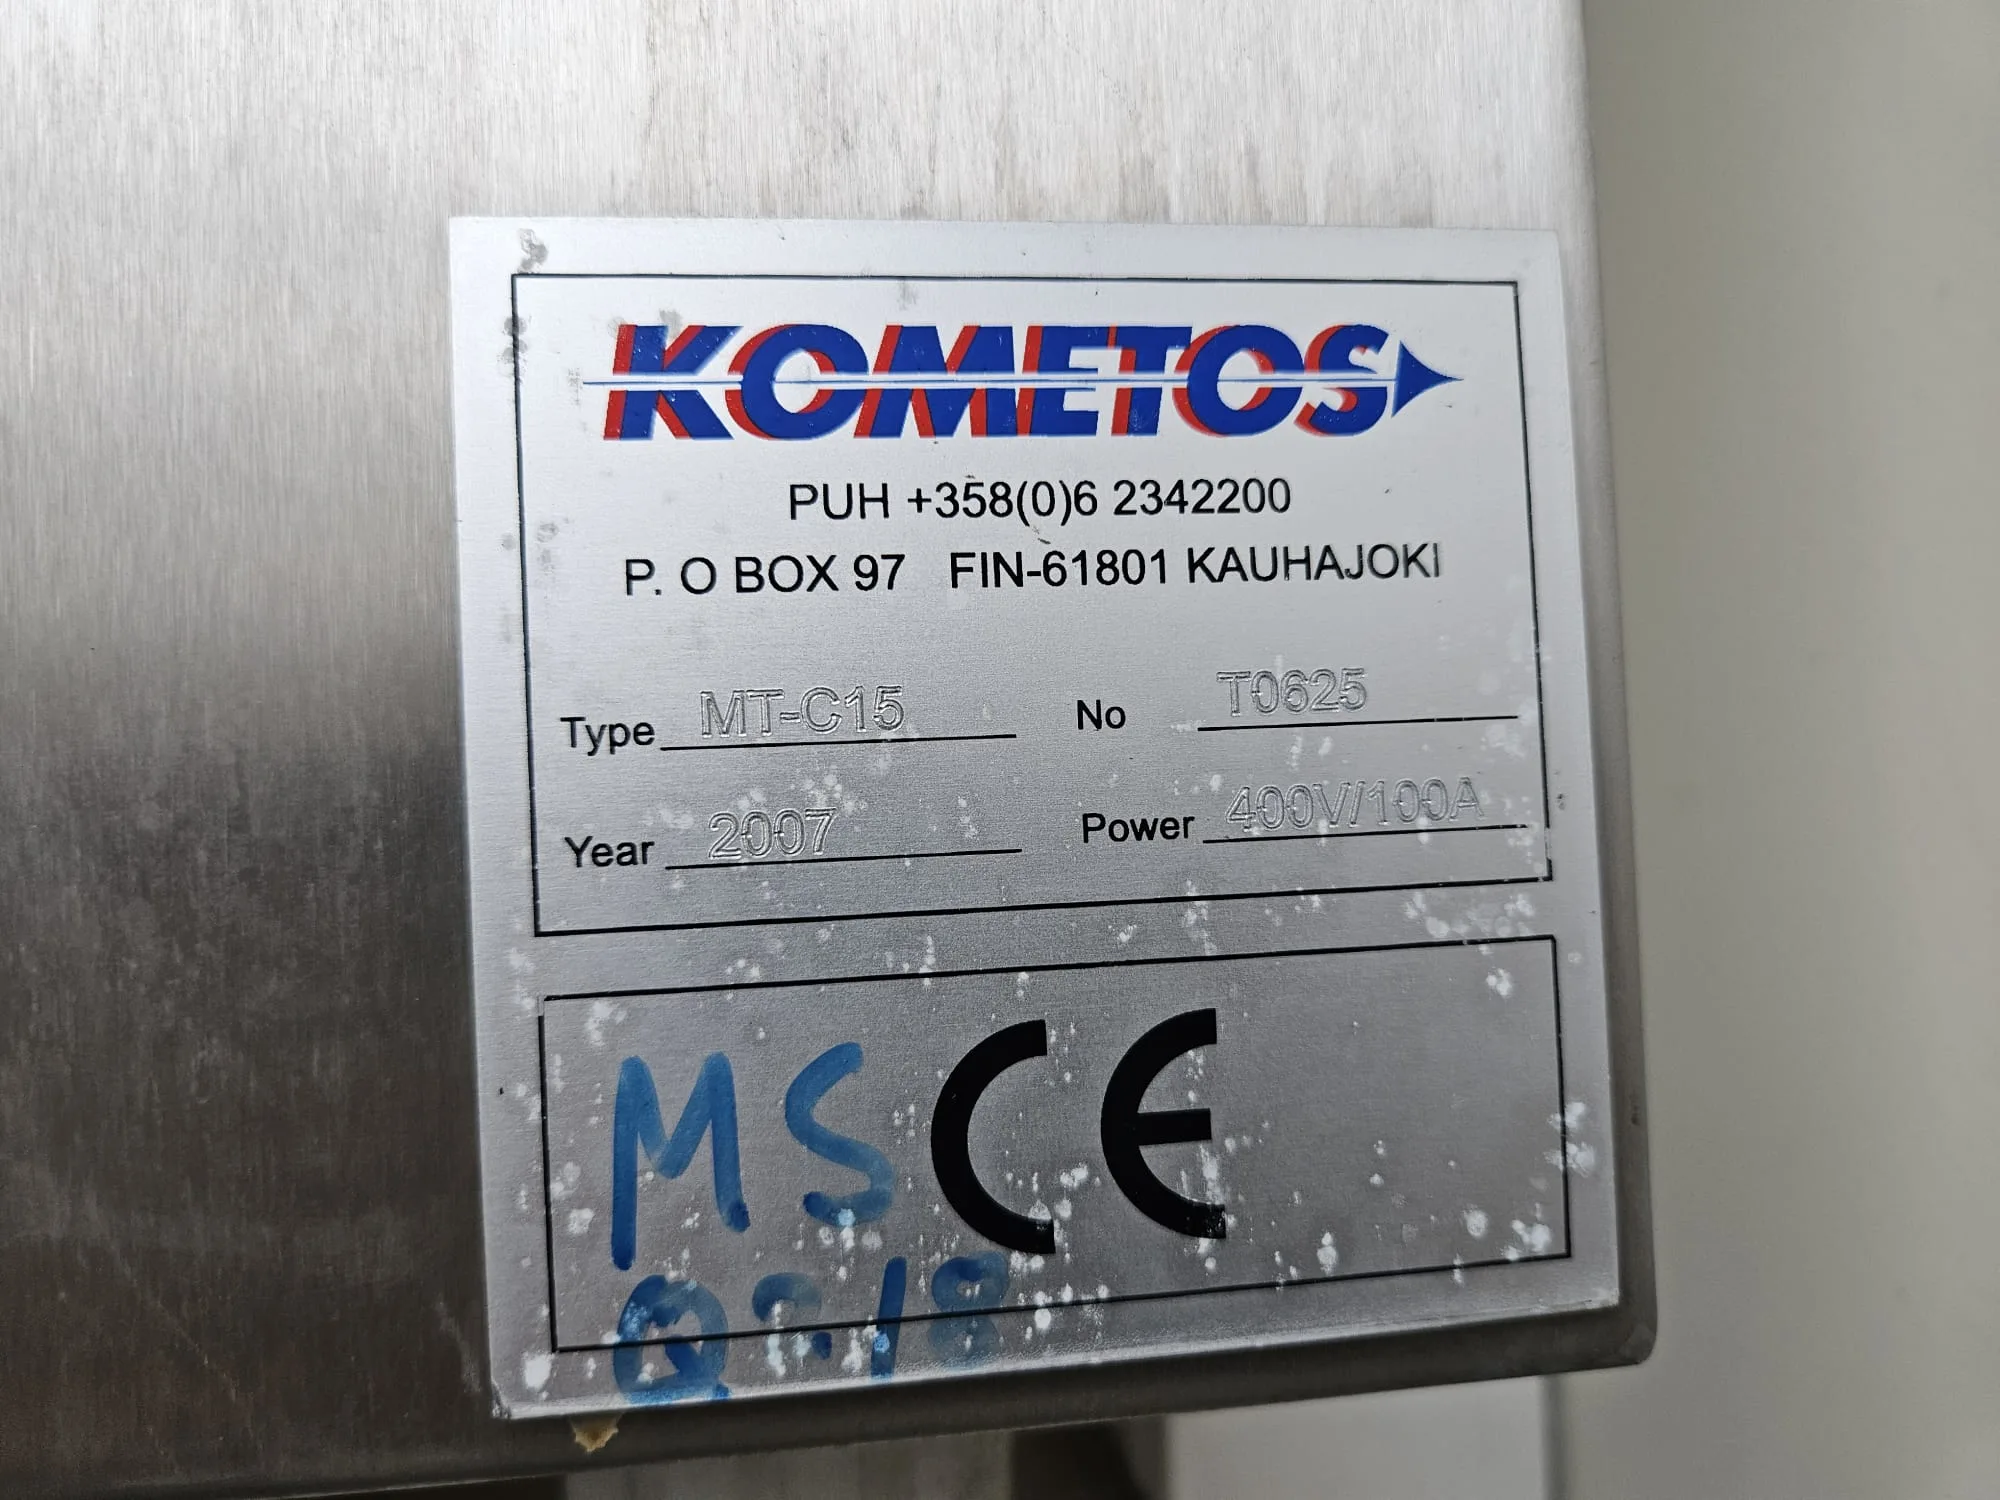 KOMETOS
PUH +358(0)6 2342200
P. O BOX 97 FIN-61801 KAUHAJOKI
Type MT-C15 No T0625
Year 2007 Power 400V/100A
MS CE